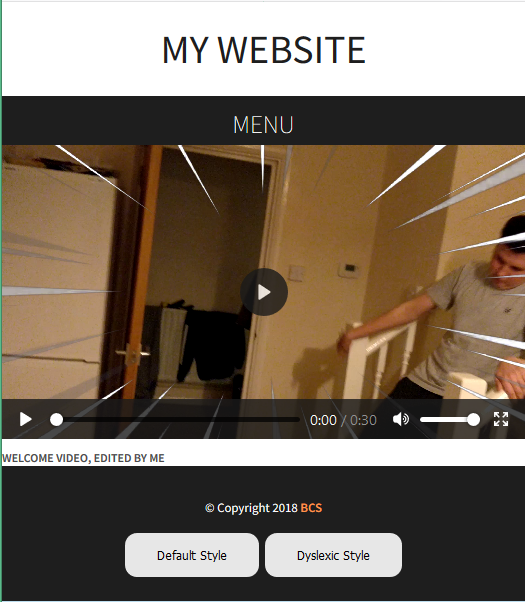 MY WEBSITE
MENU
0:00 / 0:30
WELCOME VIDEO, EDITED BY ME
© Copyright 2018 BCS
Default Style Dyslexic Style